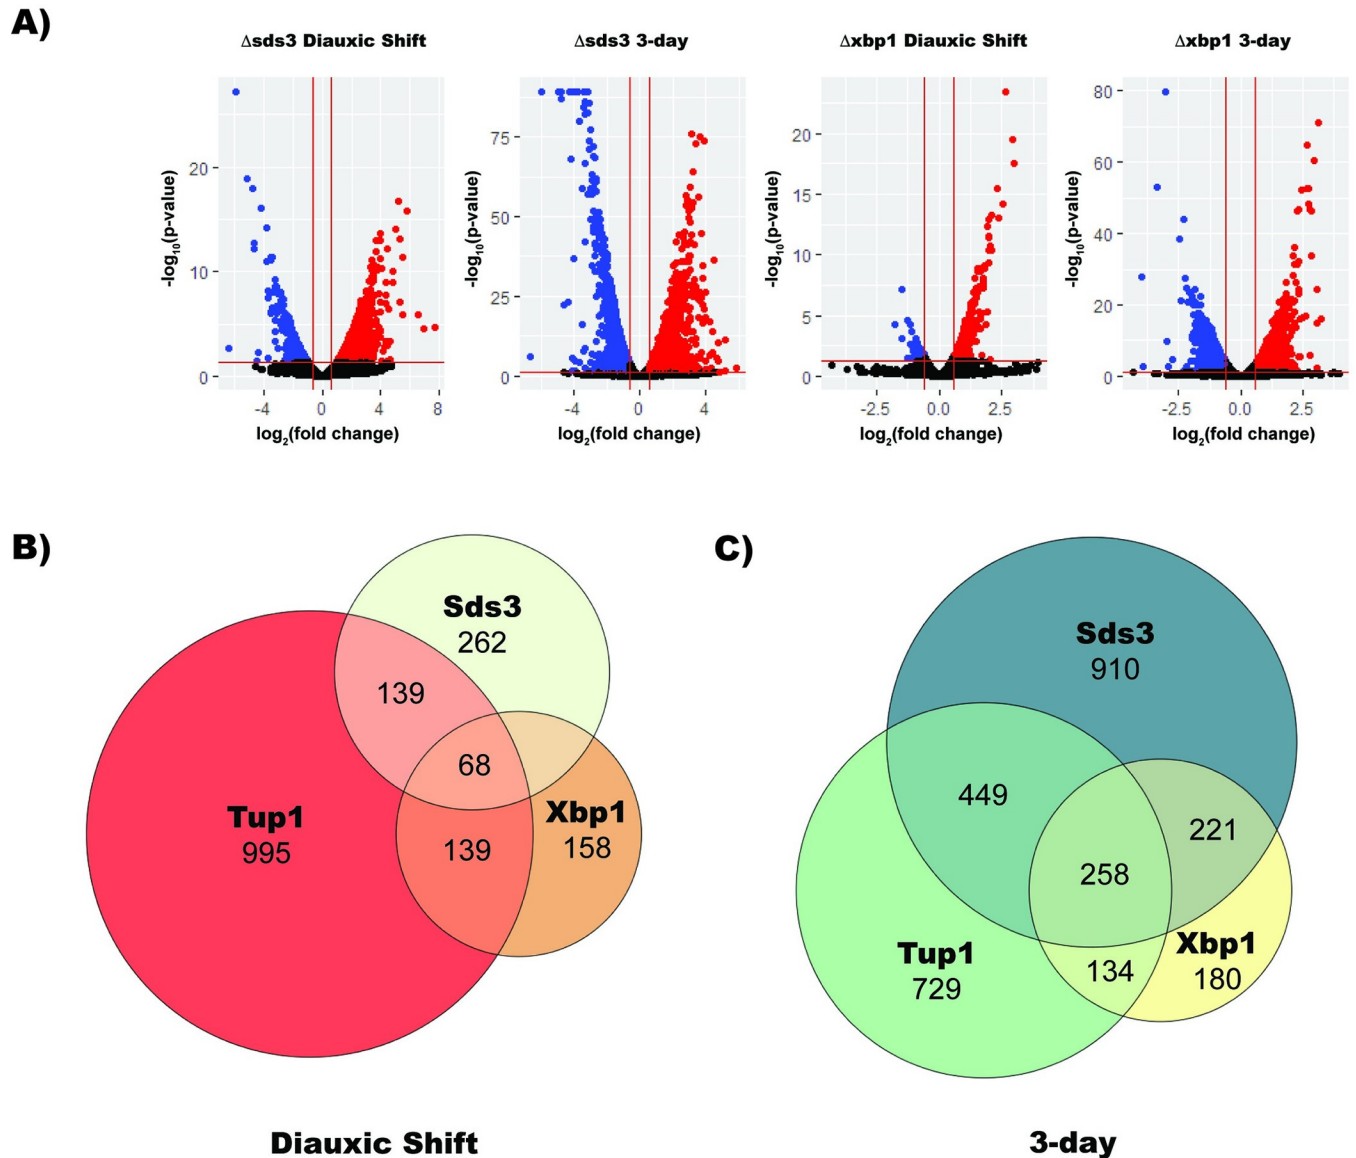 A)
Δsds3 Diauxic Shift
Δsds3 3-day
Δxbp1 Diauxic Shift
Δxbp1 3-day
-log10(p-value)
20
10
0
-4 0 4 8
log2(fold change)
-log10(p-value)
75
50
25
0
-4 0 4
log2(fold change)
-log10(p-value)
20
15
10
5
0
-2.5 0.0 2.5
log2(fold change)
-log10(p-value)
80
60
40
20
0
-2.5 0.0 2.5
log2(fold change)
B)
Sds3
262
139
68
Tup1
995
Xbp1
158
139
Diauxic Shift
C)
Sds3
910
449
221
258
Tup1
729
134
Xbp1
180
3-day